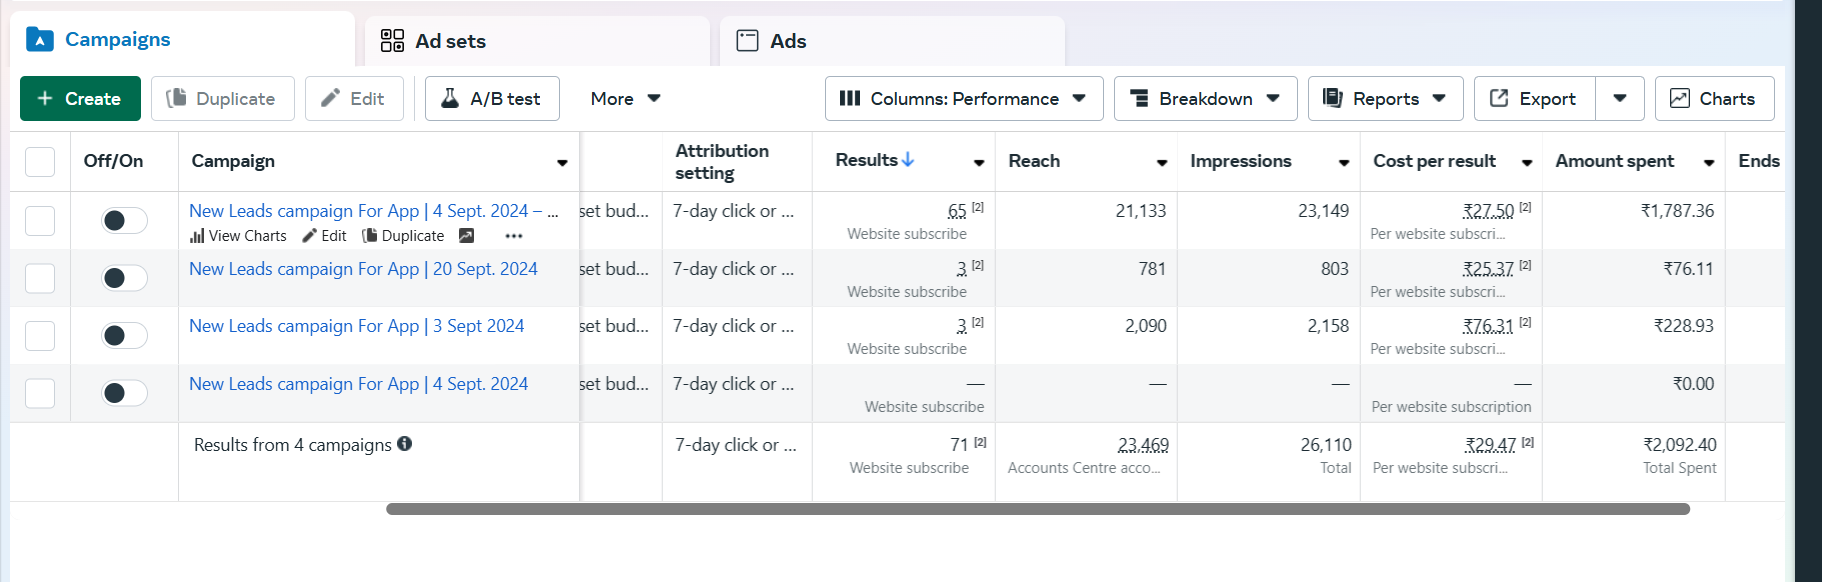 Campaigns Ad sets Ads
+ Create Duplicate Edit A/B test More Columns: Performance Breakdown Reports Export Charts
Off/On Campaign Attribution setting Results↓ Reach Impressions Cost per result Amount spent Ends
New Leads campaign For App | 4 Sept. 2024 – ... set bud... 7-day click or ... 65 [2] 21,133 23,149 ₹27.50 [2] ₹1,787.36
View Charts Edit Duplicate ... Website subscribe Per website subscri...
New Leads campaign For App | 20 Sept. 2024 set bud... 7-day click or ... 3 [2] 781 803 ₹25.37 [2] ₹76.11
Website subscribe Per website subscri...
New Leads campaign For App | 3 Sept 2024 set bud... 7-day click or ... 3 [2] 2,090 2,158 ₹76.31 [2] ₹228.93
Website subscribe Per website subscri...
New Leads campaign For App | 4 Sept. 2024 set bud... 7-day click or ... — — — — ₹0.00
Website subscribe Per website subscription
Results from 4 campaigns 7-day click or ... 71 [2] 23,469 26,110 ₹29.47 [2] ₹2,092.40
Website subscribe Accounts Centre acco... Total Per website subscri... Total Spent